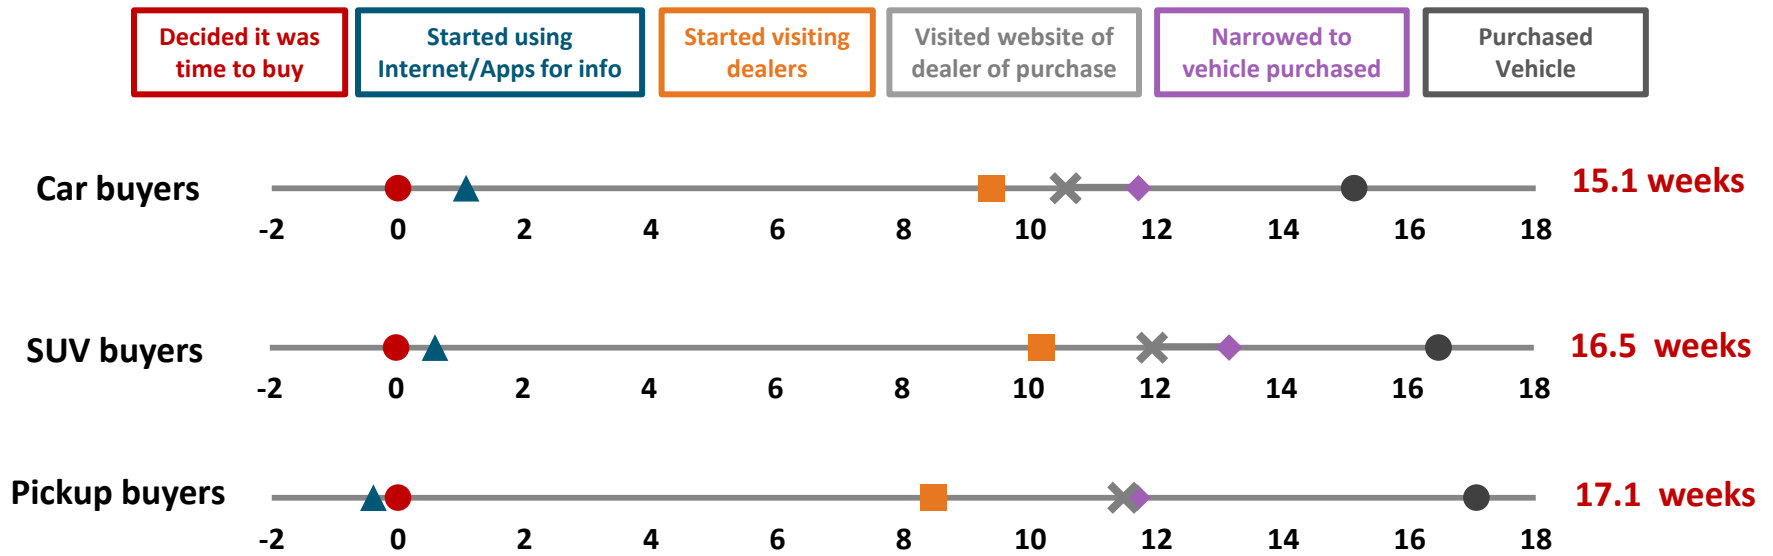 Decided it was
time to buy
Started using
Internet/Apps for info
Started visiting
dealers
Visited website of
dealer of purchase
Narrowed to
vehicle purchased
Purchased
Vehicle
Car buyers
15.1 weeks
-2 0 2 4 6 8 10 12 14 16 18
SUV buyers
16.5 weeks
-2 0 2 4 6 8 10 12 14 16 18
Pickup buyers
17.1 weeks
-2 0 2 4 6 8 10 12 14 16 18